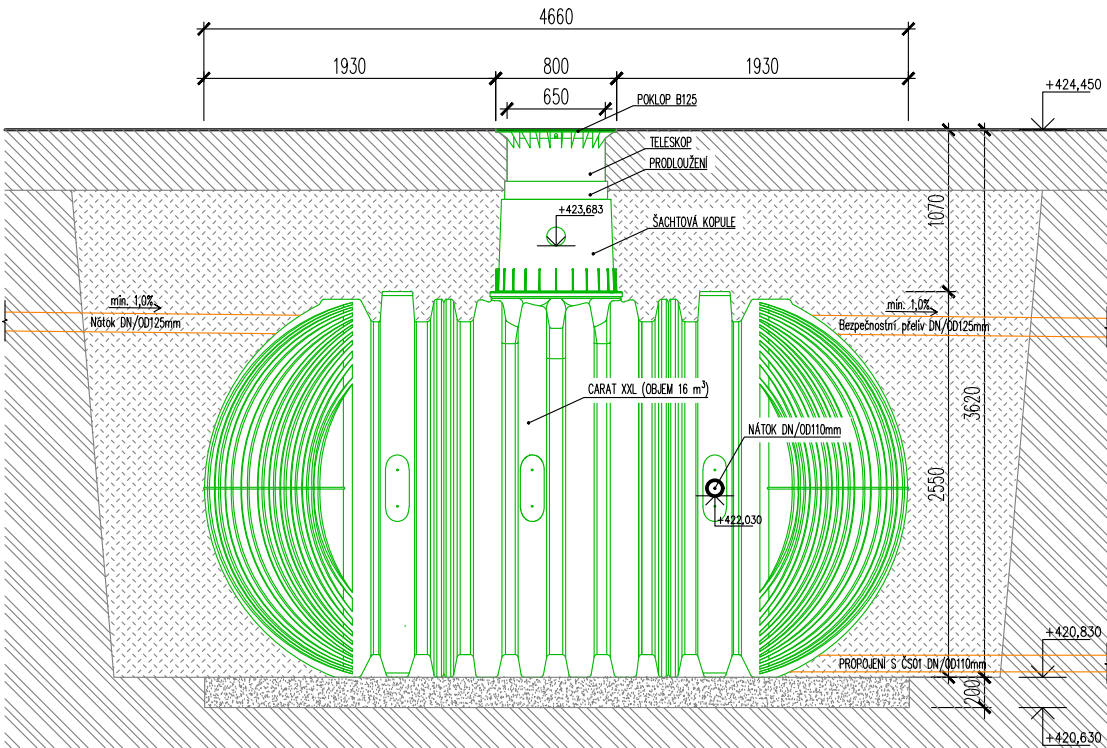 4660
1930
800
1930
650
POKLOP B125
+424,450
TELESKOP
PRODLOUŽENÍ
+423,683
ŠACHTOVÁ KOPULE
1070
min. 1,0%
Nátok DN/OD125mm
min. 1,0%
Bezpečnostní přeliv DN/OD125mm
CARAT XXL (OBJEM 16 m³)
3620
NÁTOK DN/OD110mm
2550
+422,030
+420,830
PROPOJENÍ S ČS01 DN/OD110mm
200
+420,630